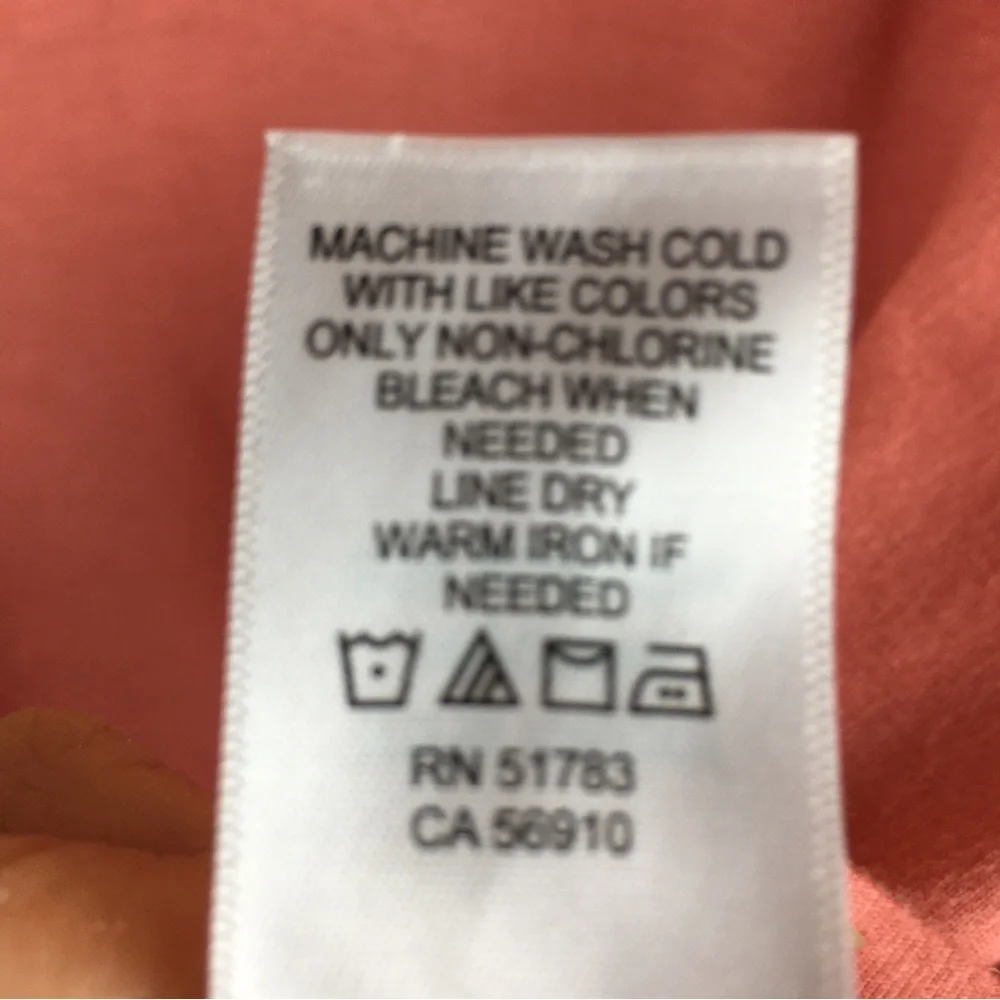 MACHINE WASH COLD
WITH LIKE COLORS
ONLY NON-CHLORINE
BLEACH WHEN
NEEDED
LINE DRY
WARM IRON IF
NEEDED
RN 51783
CA 56910